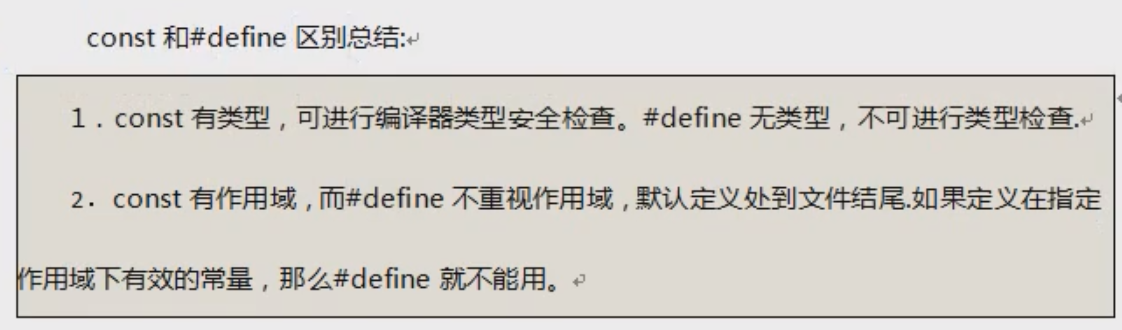 const 和#define 区别总结:
1．const 有类型，可进行编译器类型安全检查。#define 无类型，不可进行类型检查.
2．const 有作用域，而#define 不重视作用域，默认定义处到文件结尾.如果定义在指定
作用域下有效的常量，那么#define 就不能用。